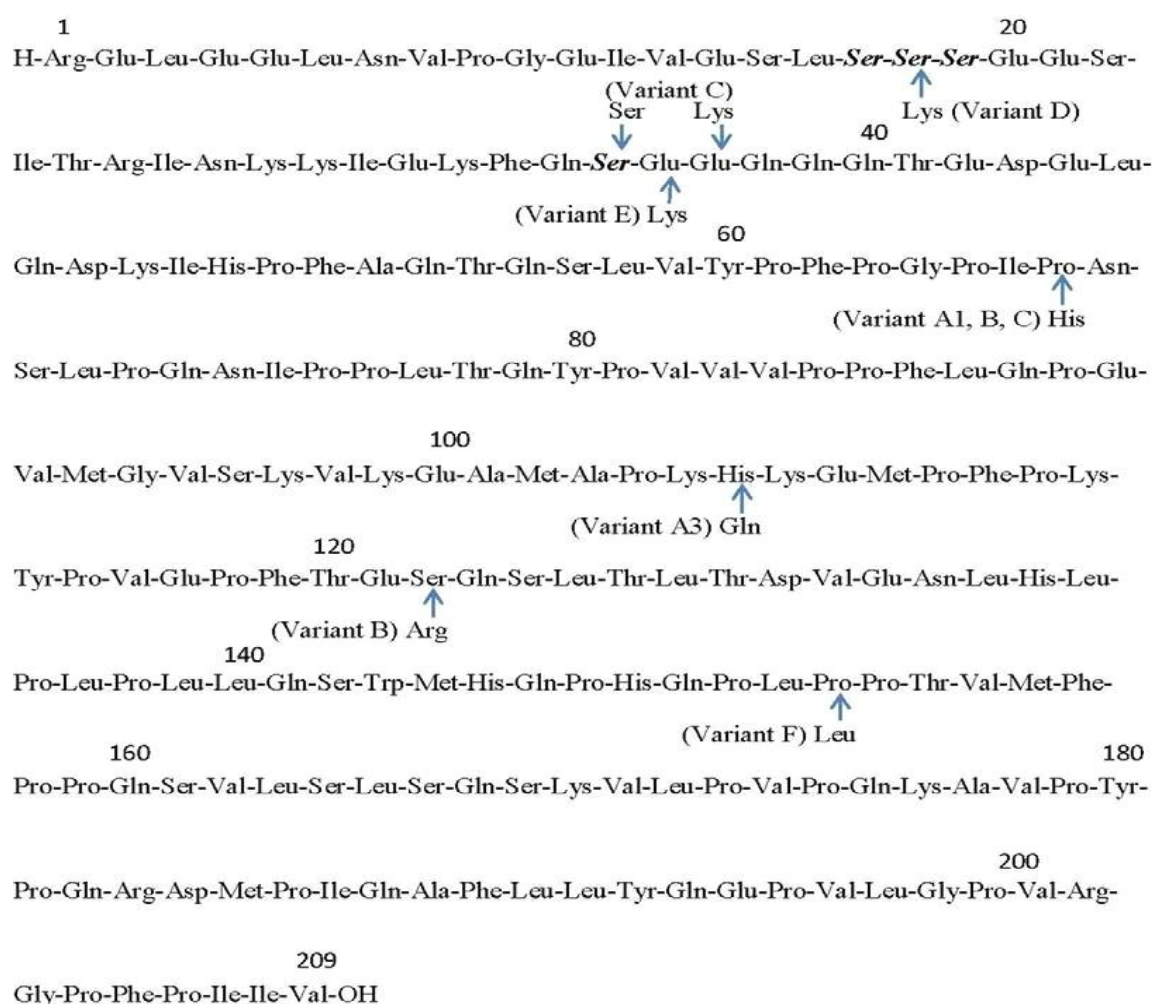 1 20
H-Arg-Glu-Leu-Glu-Glu-Leu-Asn-Val-Pro-Gly-Glu-Ile-Val-Glu-Ser-Leu-Ser-Ser-Ser-Glu-Glu-Ser-
(Variant C)
Ser Lys Lys (Variant D)
40
Ile-Thr-Arg-Ile-Asn-Lys-Lys-Ile-Glu-Lys-Phe-Gln-Ser-Glu-Glu-Gln-Gln-Gln-Thr-Glu-Asp-Glu-Leu-
(Variant E) Lys
60
Gln-Asp-Lys-Ile-His-Pro-Phe-Ala-Gln-Thr-Gln-Ser-Leu-Val-Tyr-Pro-Phe-Pro-Gly-Pro-Ile-Pro-Asn-
(Variant A1, B, C) His
80
Ser-Leu-Pro-Gln-Asn-Ile-Pro-Pro-Leu-Thr-Gln-Tyr-Pro-Val-Val-Val-Pro-Pro-Phe-Leu-Gln-Pro-Glu-
100
Val-Met-Gly-Val-Ser-Lys-Val-Lys-Glu-Ala-Met-Ala-Pro-Lys-His-Lys-Glu-Met-Pro-Phe-Pro-Lys-
(Variant A3) Gln
120
Tyr-Pro-Val-Glu-Pro-Phe-Thr-Glu-Ser-Gln-Ser-Leu-Thr-Leu-Thr-Asp-Val-Glu-Asn-Leu-His-Leu-
(Variant B) Arg
140
Pro-Leu-Pro-Leu-Leu-Gln-Ser-Trp-Met-His-Gln-Pro-His-Gln-Pro-Leu-Pro-Pro-Thr-Val-Met-Phe-
(Variant F) Leu
160 180
Pro-Pro-Gln-Ser-Val-Leu-Ser-Leu-Ser-Gln-Ser-Lys-Val-Leu-Pro-Val-Pro-Gln-Lys-Ala-Val-Pro-Tyr-
200
Pro-Gln-Arg-Asp-Met-Pro-Ile-Gln-Ala-Phe-Leu-Leu-Tyr-Gln-Glu-Pro-Val-Leu-Gly-Pro-Val-Arg-
209
Gly-Pro-Phe-Pro-Ile-Ile-Val-OH